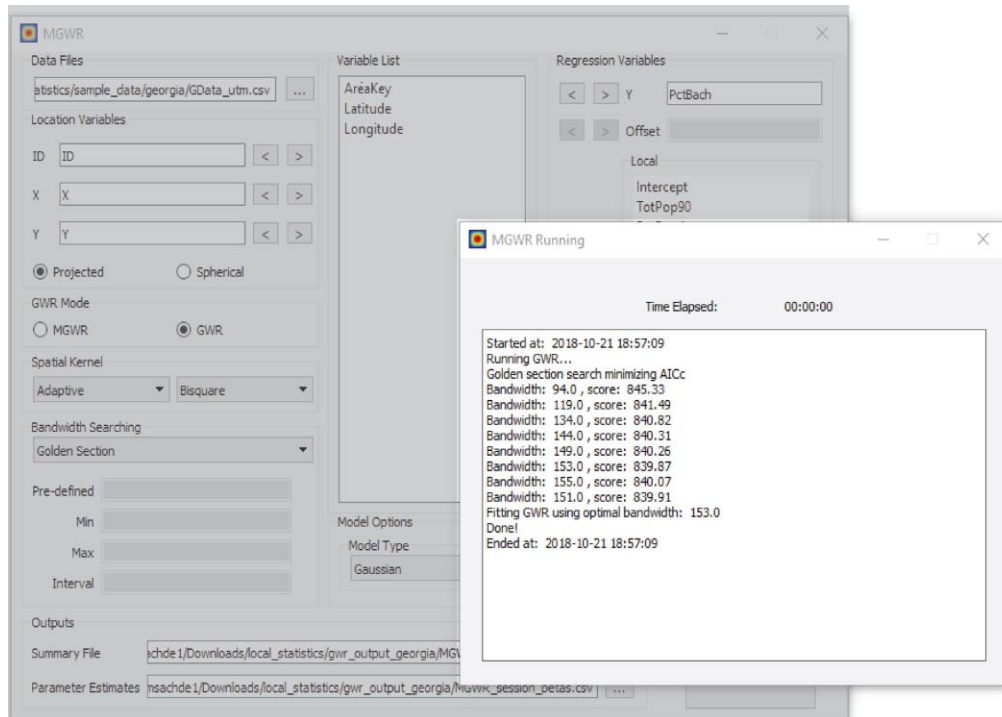 MGWR
Data Files
atistics/sample_data/georgia/GData_utm.csv ...
Location Variables
ID ID < >
X X < >
Y Y < >
Projected Spherical
GWR Mode
MGWR GWR
Spatial Kernel
Adaptive Bisquare
Bandwidth Searching
Golden Section
Pre-defined
Min
Max
Interval
Variable List
AreaKey
Latitude
Longitude
Regression Variables
< > Y PctBach
< > Offset
Local
Intercept
TotPop90
Model Options
Model Type
Gaussian
Outputs
Summary File achde1/Downloads/local_statistics/gwr_output_georgia/MGW
Parameter Estimates nsachde1/Downloads/local_statistics/gwr_output_georgia/MGWR_session_betas.csv ...
MGWR Running
Time Elapsed: 00:00:00
Started at: 2018-10-21 18:57:09
Running GWR...
Golden section search minimizing AICc
Bandwidth: 94.0 , score: 845.33
Bandwidth: 119.0 , score: 841.49
Bandwidth: 134.0 , score: 840.82
Bandwidth: 144.0 , score: 840.31
Bandwidth: 149.0 , score: 840.26
Bandwidth: 153.0 , score: 839.87
Bandwidth: 155.0 , score: 840.07
Bandwidth: 151.0 , score: 839.91
Fitting GWR using optimal bandwidth: 153.0
Done!
Ended at: 2018-10-21 18:57:09